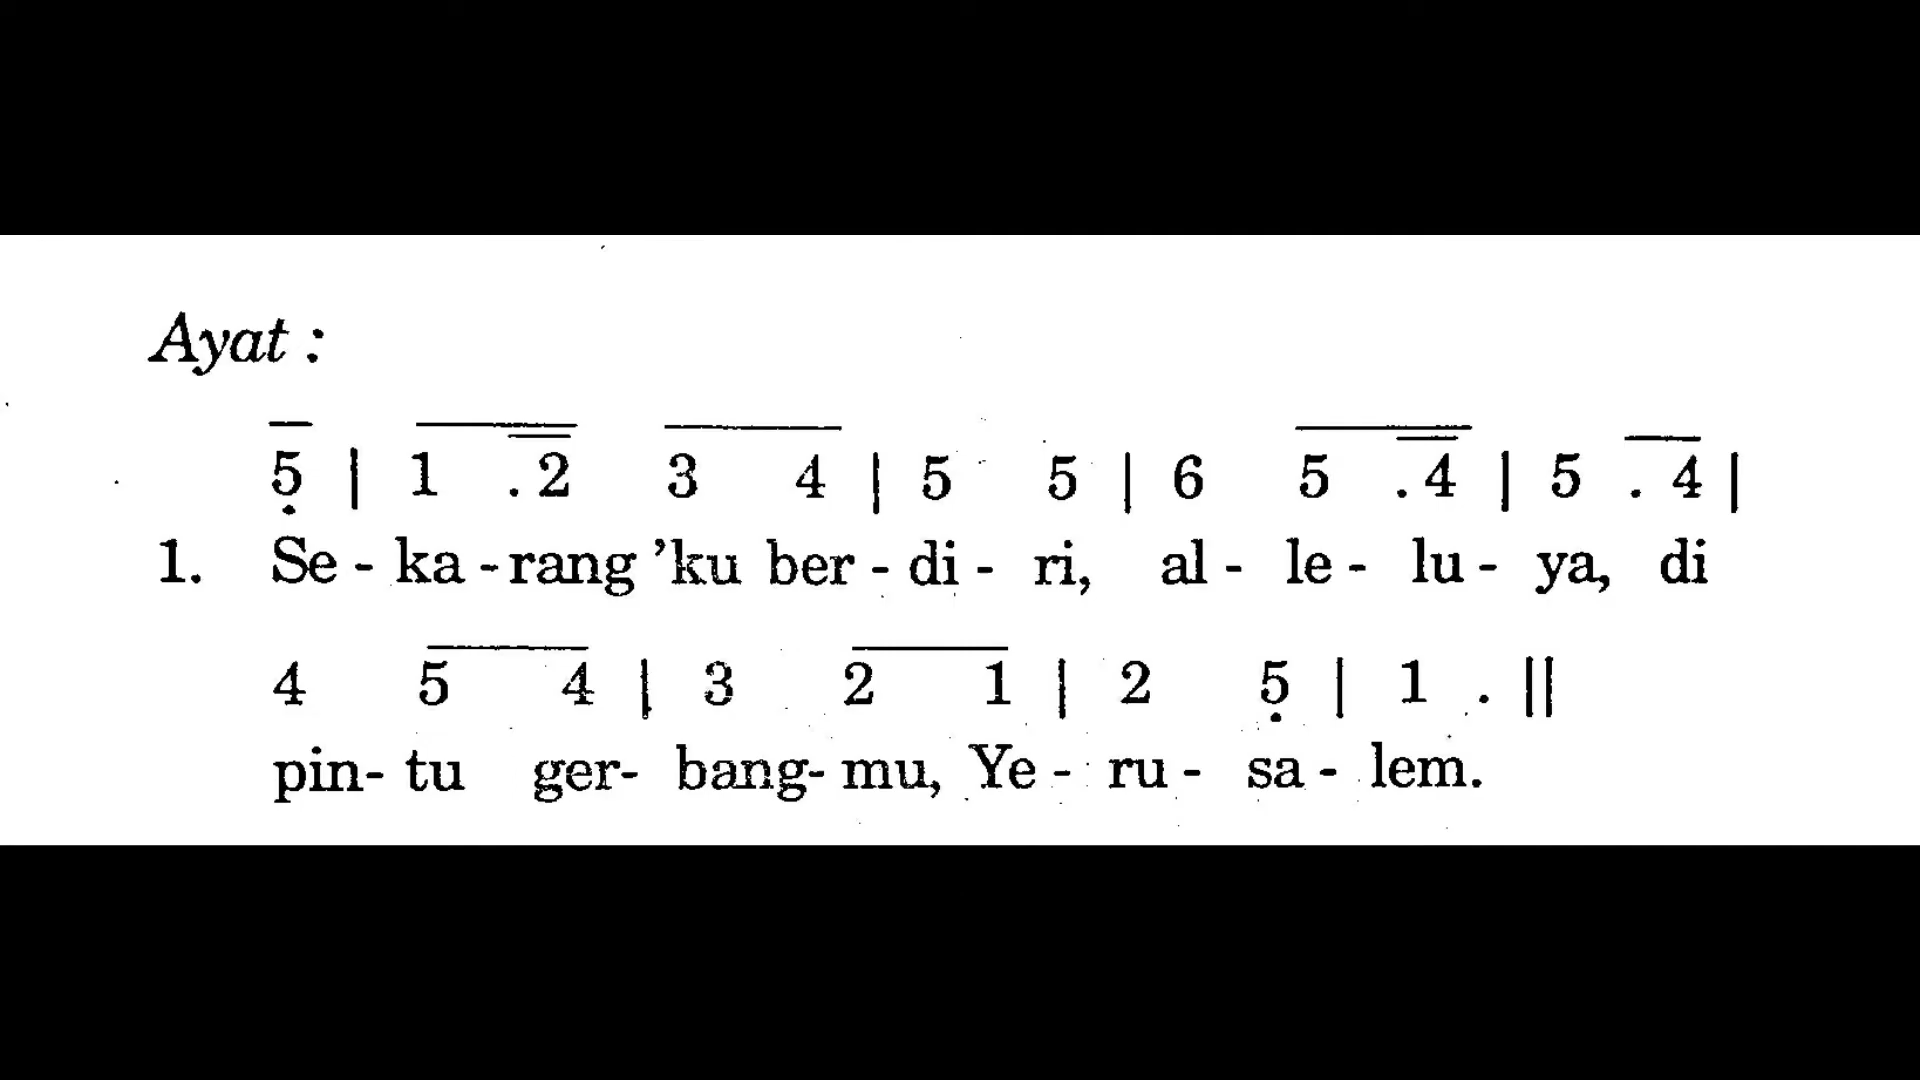 Ayat :
5 | 1 . 2 3 4 | 5 5 | 6 5 . 4 | 5 . 4 |
1. Se - ka - rang 'ku ber - di - ri, al - le - lu - ya, di
4 5 4 | 3 2 1 | 2 5 | 1 . ||
pin- tu ger- bang- mu, Ye - ru - sa - lem.